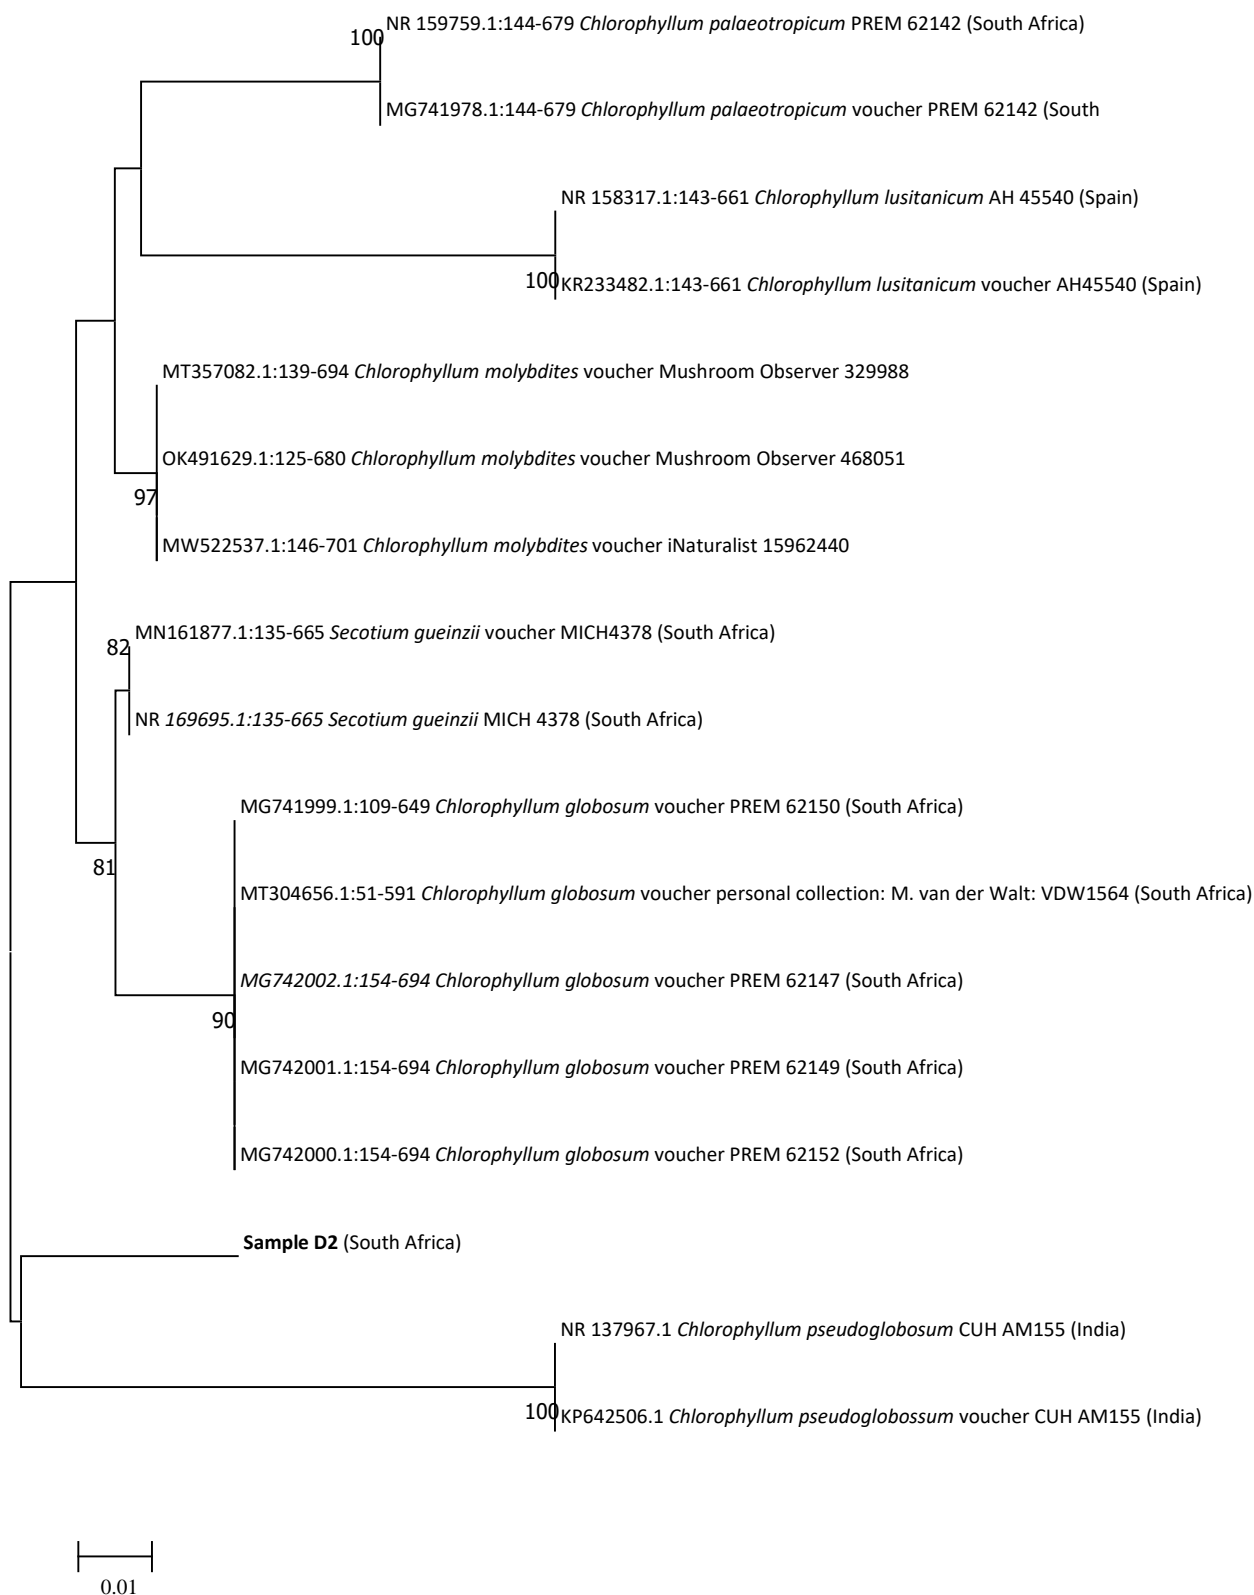 NR 159759.1:144-679 Chlorophyllum palaeotropicum PREM 62142 (South Africa)
100
MG741978.1:144-679 Chlorophyllum palaeotropicum voucher PREM 62142 (South
NR 158317.1:143-661 Chlorophyllum lusitanicum AH 45540 (Spain)
100
KR233482.1:143-661 Chlorophyllum lusitanicum voucher AH45540 (Spain)
MT357082.1:139-694 Chlorophyllum molybdites voucher Mushroom Observer 329988
OK491629.1:125-680 Chlorophyllum molybdites voucher Mushroom Observer 468051
97
MW522537.1:146-701 Chlorophyllum molybdites voucher iNaturalist 15962440
MN161877.1:135-665 Secotium gueinzii voucher MICH4378 (South Africa)
82
NR 169695.1:135-665 Secotium gueinzii MICH 4378 (South Africa)
MG741999.1:109-649 Chlorophyllum globosum voucher PREM 62150 (South Africa)
81
MT304656.1:51-591 Chlorophyllum globosum voucher personal collection: M. van der Walt: VDW1564 (South Africa)
MG742002.1:154-694 Chlorophyllum globosum voucher PREM 62147 (South Africa)
90
MG742001.1:154-694 Chlorophyllum globosum voucher PREM 62149 (South Africa)
MG742000.1:154-694 Chlorophyllum globosum voucher PREM 62152 (South Africa)
Sample D2 (South Africa)
NR 137967.1 Chlorophyllum pseudoglobosum CUH AM155 (India)
100
KP642506.1 Chlorophyllum pseudoglobossum voucher CUH AM155 (India)
0.01